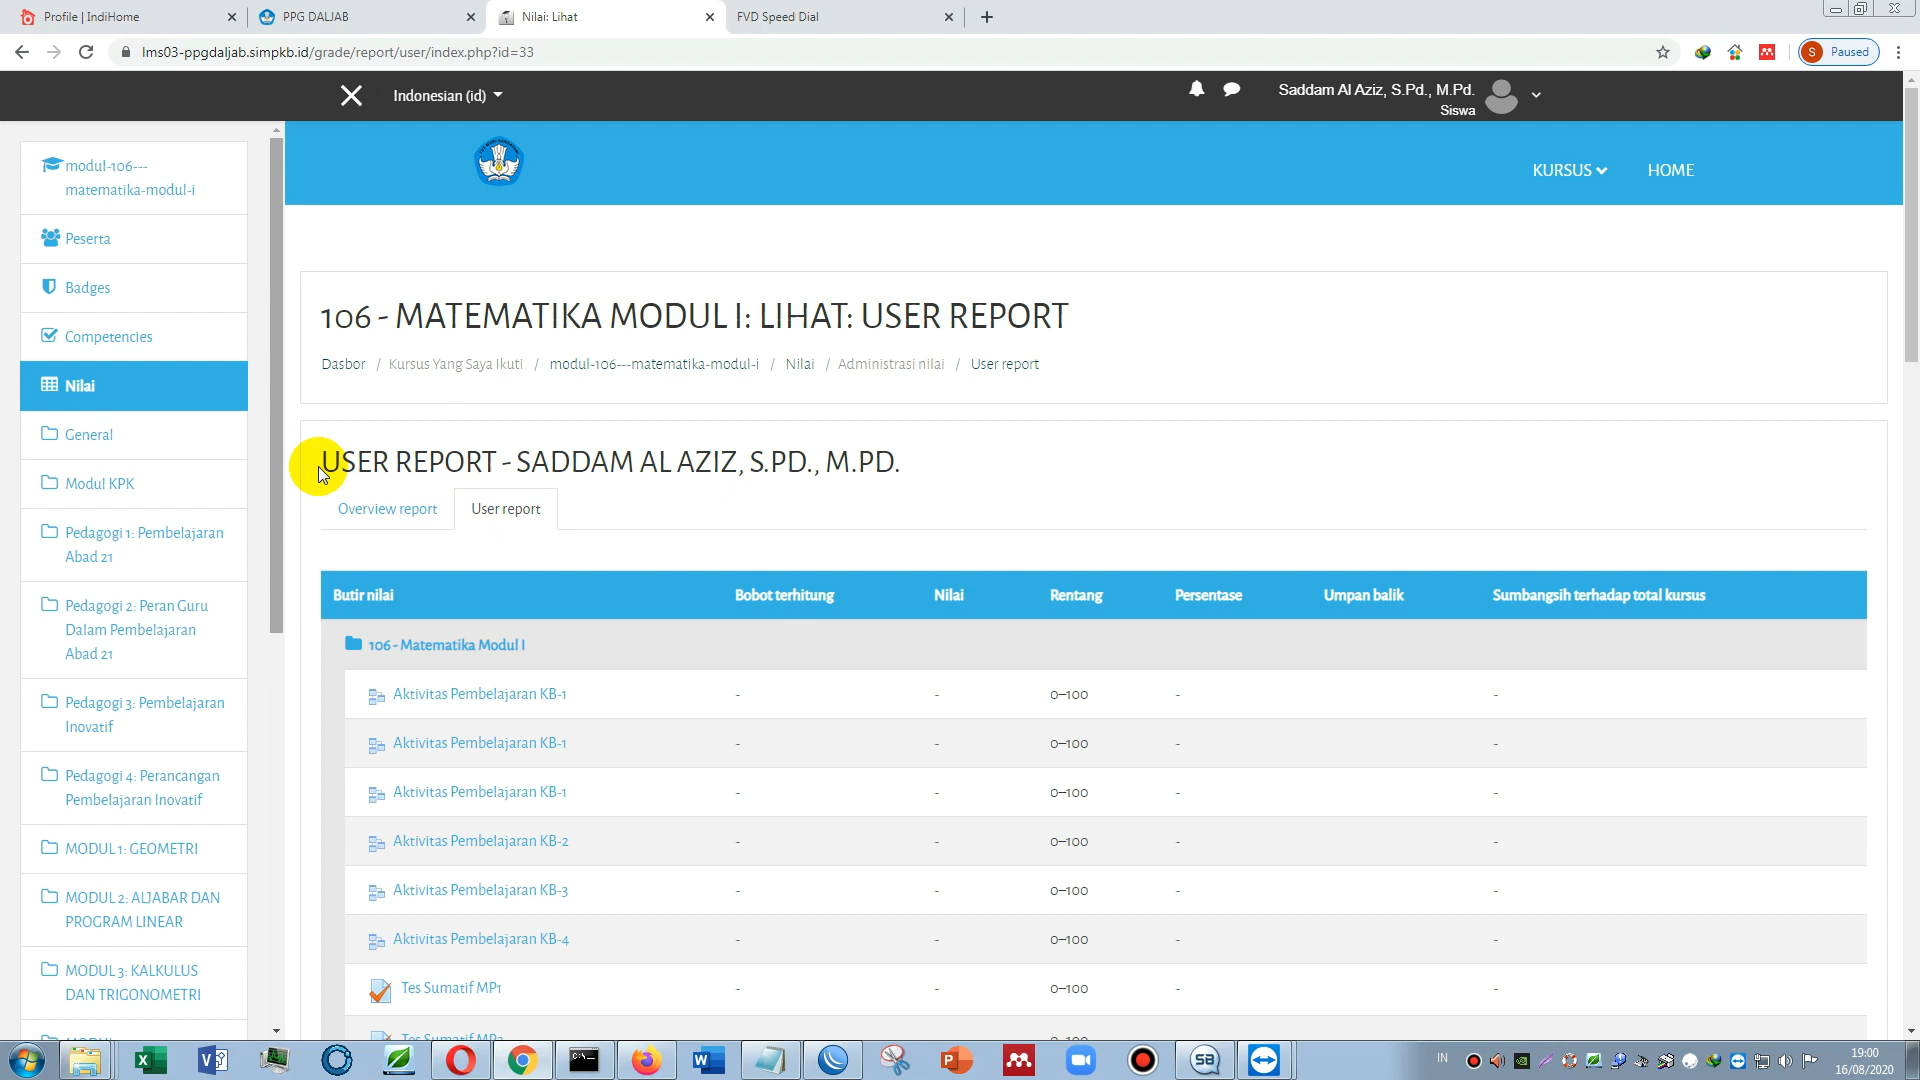 Profile | IndiHome
PPG DALJAB
Nilai: Lihat
FVD Speed Dial
lms03-ppgdaljab.simpkb.id/grade/report/user/index.php?id=33
S Paused
Indonesian (id)
Saddam Al Aziz, S.Pd., M.Pd.
Siswa
KURSUS
HOME
modul-106---
matematika-modul-i
Peserta
Badges
Competencies
Nilai
General
Modul KPK
Pedagogi 1: Pembelajaran
Abad 21
Pedagogi 2: Peran Guru
Dalam Pembelajaran
Abad 21
Pedagogi 3: Pembelajaran
Inovatif
Pedagogi 4: Perancangan
Pembelajaran Inovatif
MODUL 1: GEOMETRI
MODUL 2: ALJABAR DAN
PROGRAM LINEAR
MODUL 3: KALKULUS
DAN TRIGONOMETRI
106 - MATEMATIKA MODUL I: LIHAT: USER REPORT
Dasbor / Kursus Yang Saya Ikuti / modul-106---matematika-modul-i / Nilai / Administrasi nilai / User report
USER REPORT - SADDAM AL AZIZ, S.PD., M.PD.
Overview report
User report
Butir nilai Bobot terhitung Nilai Rentang Persentase Umpan balik Sumbangsih terhadap total kursus
106 - Matematika Modul I
Aktivitas Pembelajaran KB-1 - - 0–100 - -
Aktivitas Pembelajaran KB-1 - - 0–100 - -
Aktivitas Pembelajaran KB-1 - - 0–100 - -
Aktivitas Pembelajaran KB-2 - - 0–100 - -
Aktivitas Pembelajaran KB-3 - - 0–100 - -
Aktivitas Pembelajaran KB-4 - - 0–100 - -
Tes Sumatif MP1 - - 0–100 - -
IN
19:00
16/08/2020